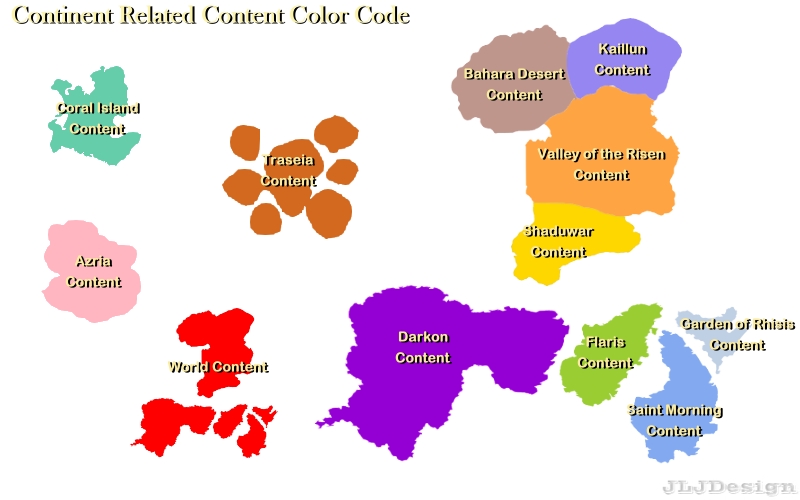 Continent Related Content Color Code
Kaillun
Content
Bahara Desert
Content
Coral Island
Content
Traseia
Content
Valley of the Risen
Content
Shaduwar
Content
Azria
Content
Garden of Rhisis
Content
Darkon
Content
Flaris
Content
World Content
Saint Morning
Content
JLJDesign